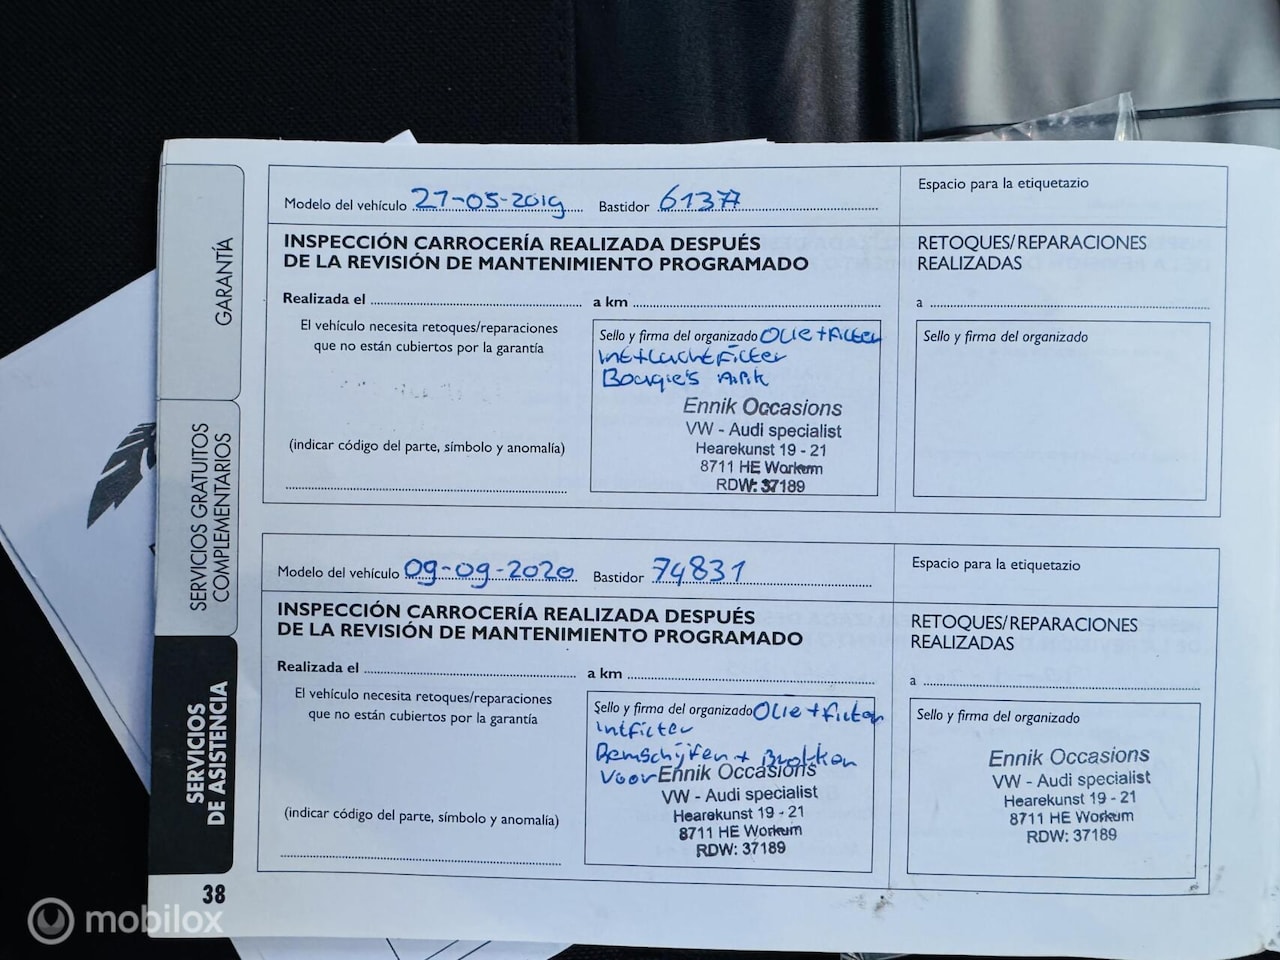 GARANTÍA
SERVICIOS GRATUITOS
COMPLEMENTARIOS
SERVICIOS
DE ASISTENCIA
Modelo del vehículo 27-05-2019 Bastidor
Espacio para la etiquetazio
INSPECCIÓN CARROCERÍA REALIZADA DESPUÉS
DE LA REVISIÓN DE MANTENIMIENTO PROGRAMADO
RETOQUES/REPARACIONES
REALIZADAS
Realizada el a km
a
El vehículo necesita retoques/reparaciones
que no están cubiertos por la garantía
(indicar código del parte, símbolo y anomalía)
Sello y firma del organizado Olie + Filter
Int + Luchtfilter
Bougie's APK
Ennik Occasions
VW - Audi specialist
Hearekunst 19 - 21
8711 HE Workum
RDW: 37189
Sello y firma del organizado
Modelo del vehículo 09-09-2020 Bastidor 74831
Espacio para la etiquetazio
INSPECCIÓN CARROCERÍA REALIZADA DESPUÉS
DE LA REVISIÓN DE MANTENIMIENTO PROGRAMADO
RETOQUES/REPARACIONES
REALIZADAS
Realizada el a km
a
El vehículo necesita retoques/reparaciones
que no están cubiertos por la garantía
(indicar código del parte, símbolo y anomalía)
Sello y firma del organizado Olie + Filter
Intfilter
Remschijfen + Blokken
Voor
Ennik Occasions
VW - Audi specialist
Hearekunst 19 - 21
8711 HE Workum
RDW: 37189
Sello y firma del organizado
Ennik Occasions
VW - Audi specialist
Hearekunst 19 - 21
8711 HE Workum
RDW: 37189
38
mobilox